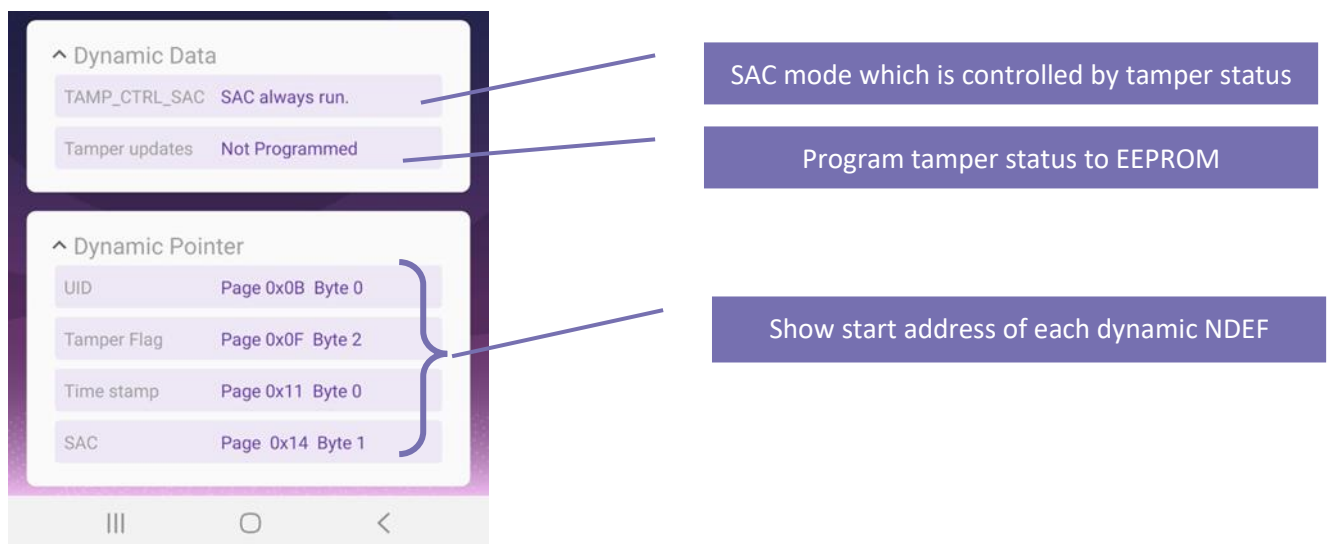 Dynamic Data
TAMP_CTRL_SAC SAC always run.
Tamper updates Not Programmed
Dynamic Pointer
UID Page 0x0B Byte 0
Tamper Flag Page 0x0F Byte 2
Time stamp Page 0x11 Byte 0
SAC Page 0x14 Byte 1
SAC mode which is controlled by tamper status
Program tamper status to EEPROM
Show start address of each dynamic NDEF